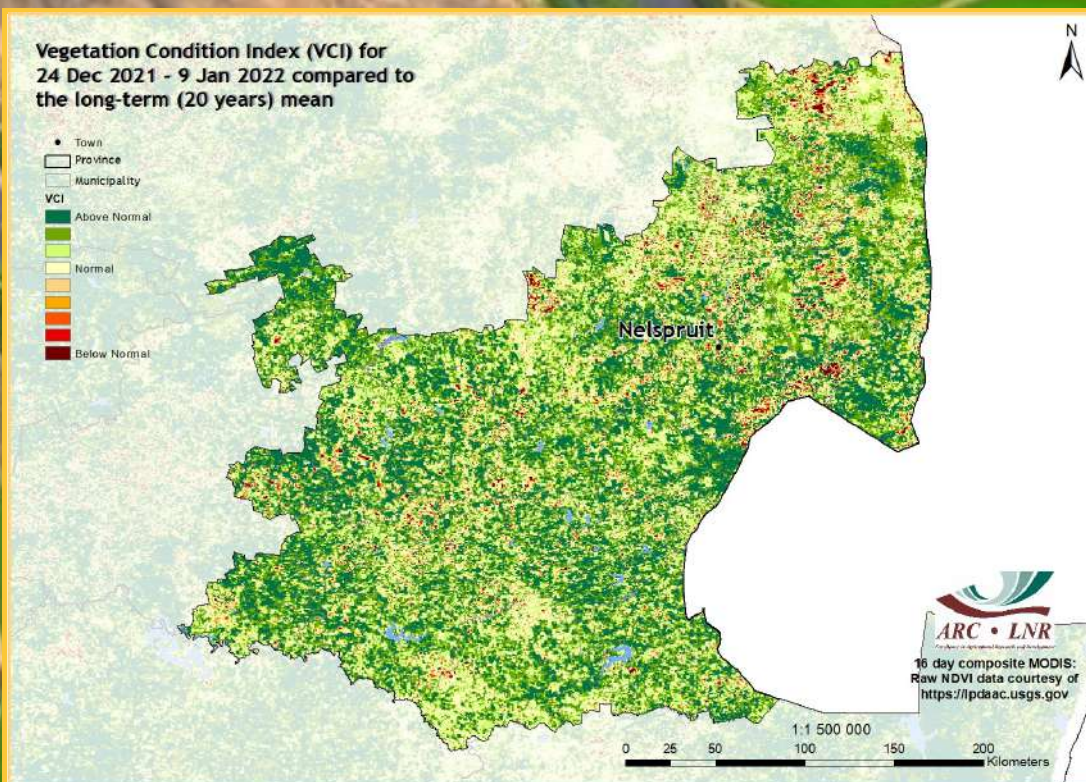 Vegetation Condition Index (VCI) for
24 Dec 2021 - 9 Jan 2022 compared to
the long-term (20 years) mean
N
Town
Province
Municipality
VCI
Above Normal
Normal
Below Normal
Nelspruit
ARC • LNR
16 day composite MODIS:
Raw NDVI data courtesy of
https://lpdaac.usgs.gov
1:1 500 000
0 25 50 100 150 200
Kilometers